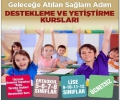 Geleceğe Atılan Sağlam Adım
DESTEKLEME VE YETİŞTİRME
KURSLARI
ORTAOKUL
5-6-7-8
SINIFLAR
LİSE
9-10-11-12
SINIFLAR
ÜCRETSİZ